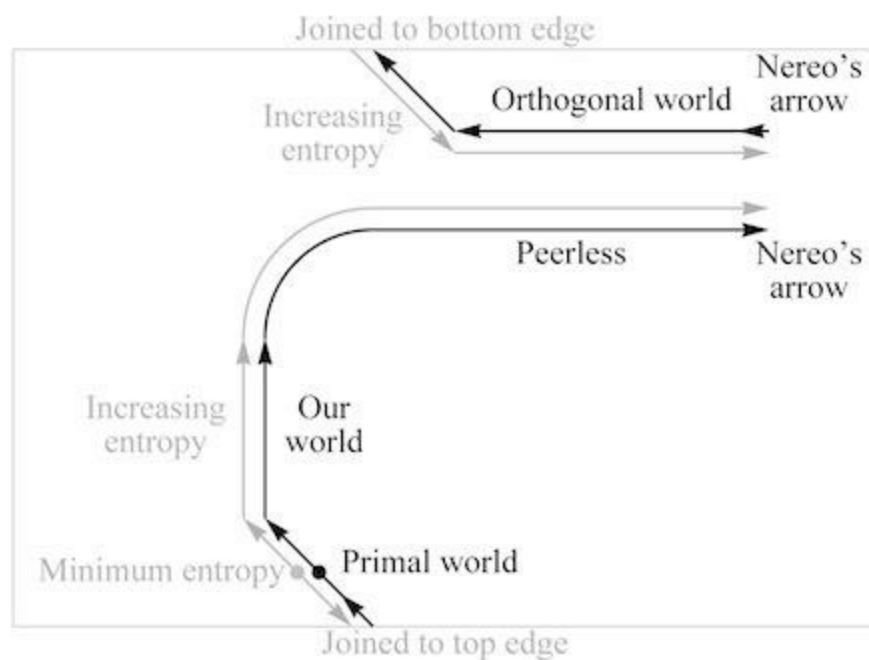 Joined to bottom edge
Nereo's
arrow
Orthogonal world
Increasing
entropy
Peerless
Nereo's
arrow
Increasing
entropy
Our
world
Minimum entropy
Primal world
Joined to top edge